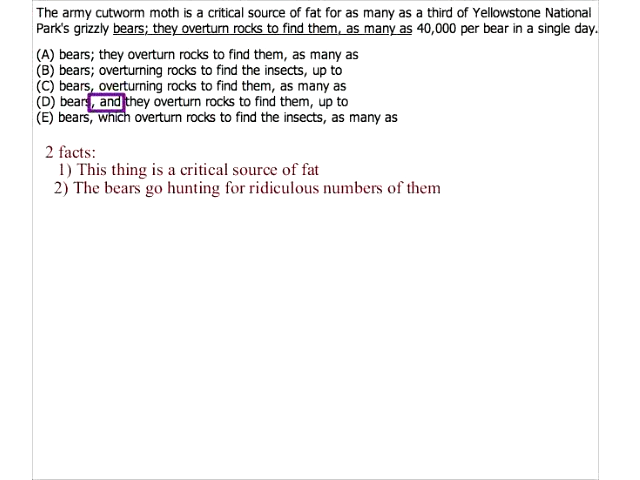 The army cutworm moth is a critical source of fat for as many as a third of Yellowstone National
Park's grizzly bears; they overturn rocks to find them, as many as 40,000 per bear in a single day.
(A) bears; they overturn rocks to find them, as many as
(B) bears; overturning rocks to find the insects, up to
(C) bears, overturning rocks to find them, as many as
(D) bears, and they overturn rocks to find them, up to
(E) bears, which overturn rocks to find the insects, as many as
2 facts:
1) This thing is a critical source of fat
2) The bears go hunting for ridiculous numbers of them